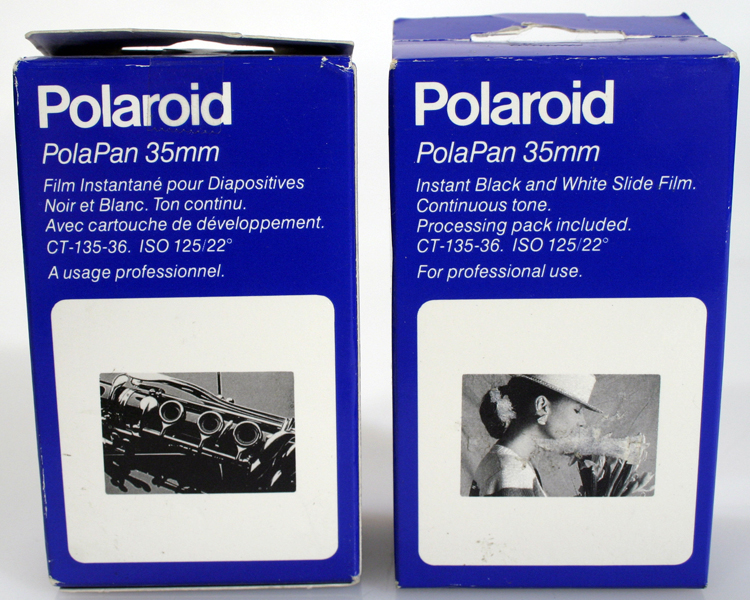 Polaroid
PolaPan 35mm
Film Instantané pour Diapositives
Noir et Blanc. Ton continu.
Avec cartouche de développement.
CT-135-36. ISO 125/22°
A usage professionnel.
Polaroid
PolaPan 35mm
Instant Black and White Slide Film.
Continuous tone.
Processing pack included.
CT-135-36. ISO 125/22°
For professional use.